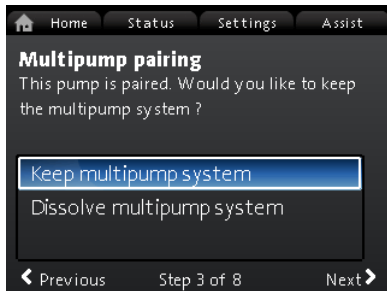 Home Status Settings Assist
Multipump pairing
This pump is paired. Would you like to keep
the multipump system ?
Keep multipump system
Dissolve multipump system
Previous Step 3 of 8 Next